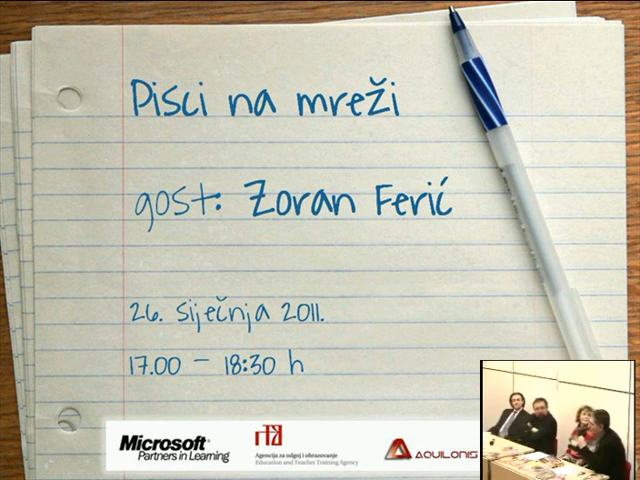 Pisci na mreži
gost: Zoran Ferić
26. siječnja 2011.
17.00 - 18:30 h
Microsoft®
Partners in Learning
Agencija za odgoj i obrazovanje
Education and Teacher Training Agency
AQUILONIS